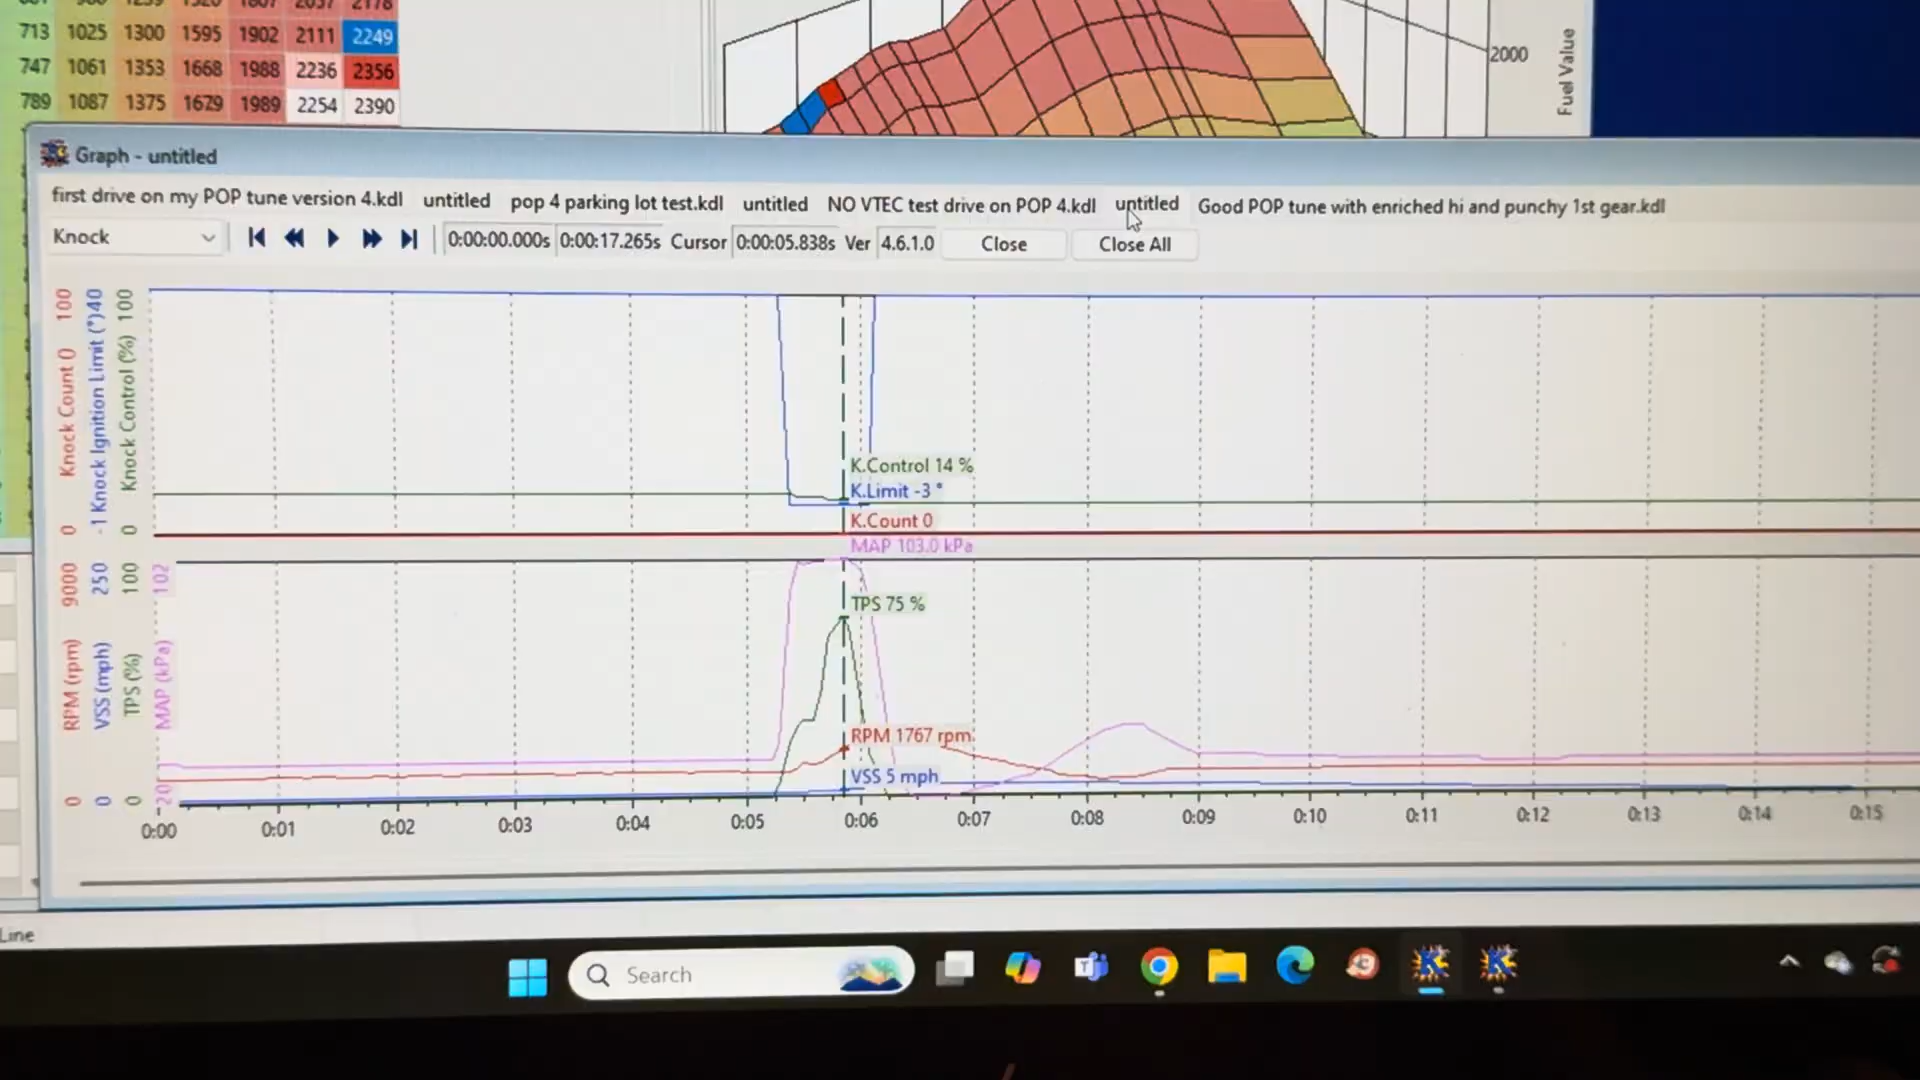 713 1025 1300 1595 1902 2111 2249
747 1061 1353 1668 1988 2236 2356
789 1087 1375 1679 1989 2254 2390
2000
Fuel Value
Graph - untitled
first drive on my POP tune version 4.kdl untitled pop 4 parking lot test.kdl untitled NO VTEC test drive on POP 4.kdl untitled Good POP tune with enriched hi and punchy 1st gear.kdl
Knock 0:00:00.000s 0:00:17.265s Cursor 0:00:05.838s Ver 4.6.1.0 Close Close All
0 Knock Count 0 100
-1 Knock Ignition Limit (°)40
0 Knock Control (%) 100
K.Control 14 %
K.Limit -3 °
K.Count 0
MAP 103.0 kPa
0 RPM (rpm) 9000
0 VSS (mph) 250
0 TPS (%) 100
-20 MAP (kPa) 102
TPS 75 %
RPM 1767 rpm
VSS 5 mph
0:00 0:01 0:02 0:03 0:04 0:05 0:06 0:07 0:08 0:09 0:10 0:11 0:12 0:13 0:14 0:15
Line
Search